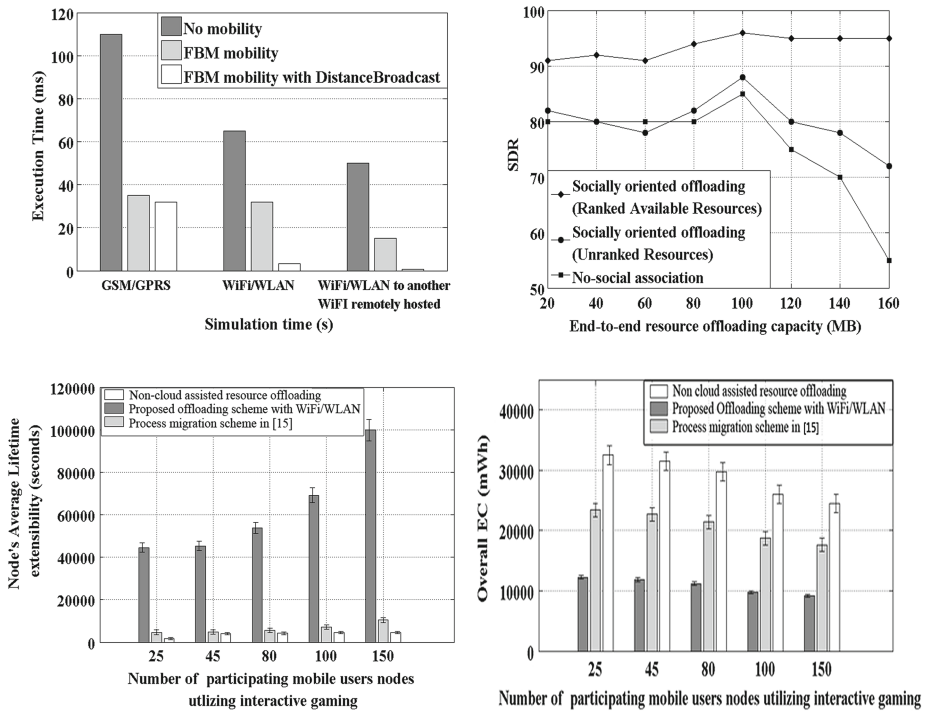 120
100
80
60
40
20
0
Execution Time (ms)
No mobility
FBM mobility
FBM mobility with DistanceBroadcast
GSM/GPRS
WiFi/WLAN
WiFi/WLAN to another
WiFI remotely hosted
Simulation time (s)
100
90
80
70
60
50
SDR
Socially oriented offloading
(Ranked Available Resources)
Socially oriented offloading
(Unranked Resources)
No-social association
20 40 60 80 100 120 140 160
End-to-end resource offloading capacity (MB)
120000
100000
80000
60000
40000
20000
0
Node's Average Lifetime
extensibility (seconds)
Non-cloud assisted resource offloading
Proposed offloading scheme with WiFi/WLAN
Process migration scheme in [15]
25 45 80 100 150
Number of participating mobile users nodes
utlizing interactive gaming
40000
30000
20000
10000
0
Overall EC (mWh)
Non cloud assisted resource offloading
Proposed Offloading scheme with WiFi/WLAN
Process migration scheme in [15]
25 45 80 100 150
Number of participating mobile users nodes utlizing interactive gaming